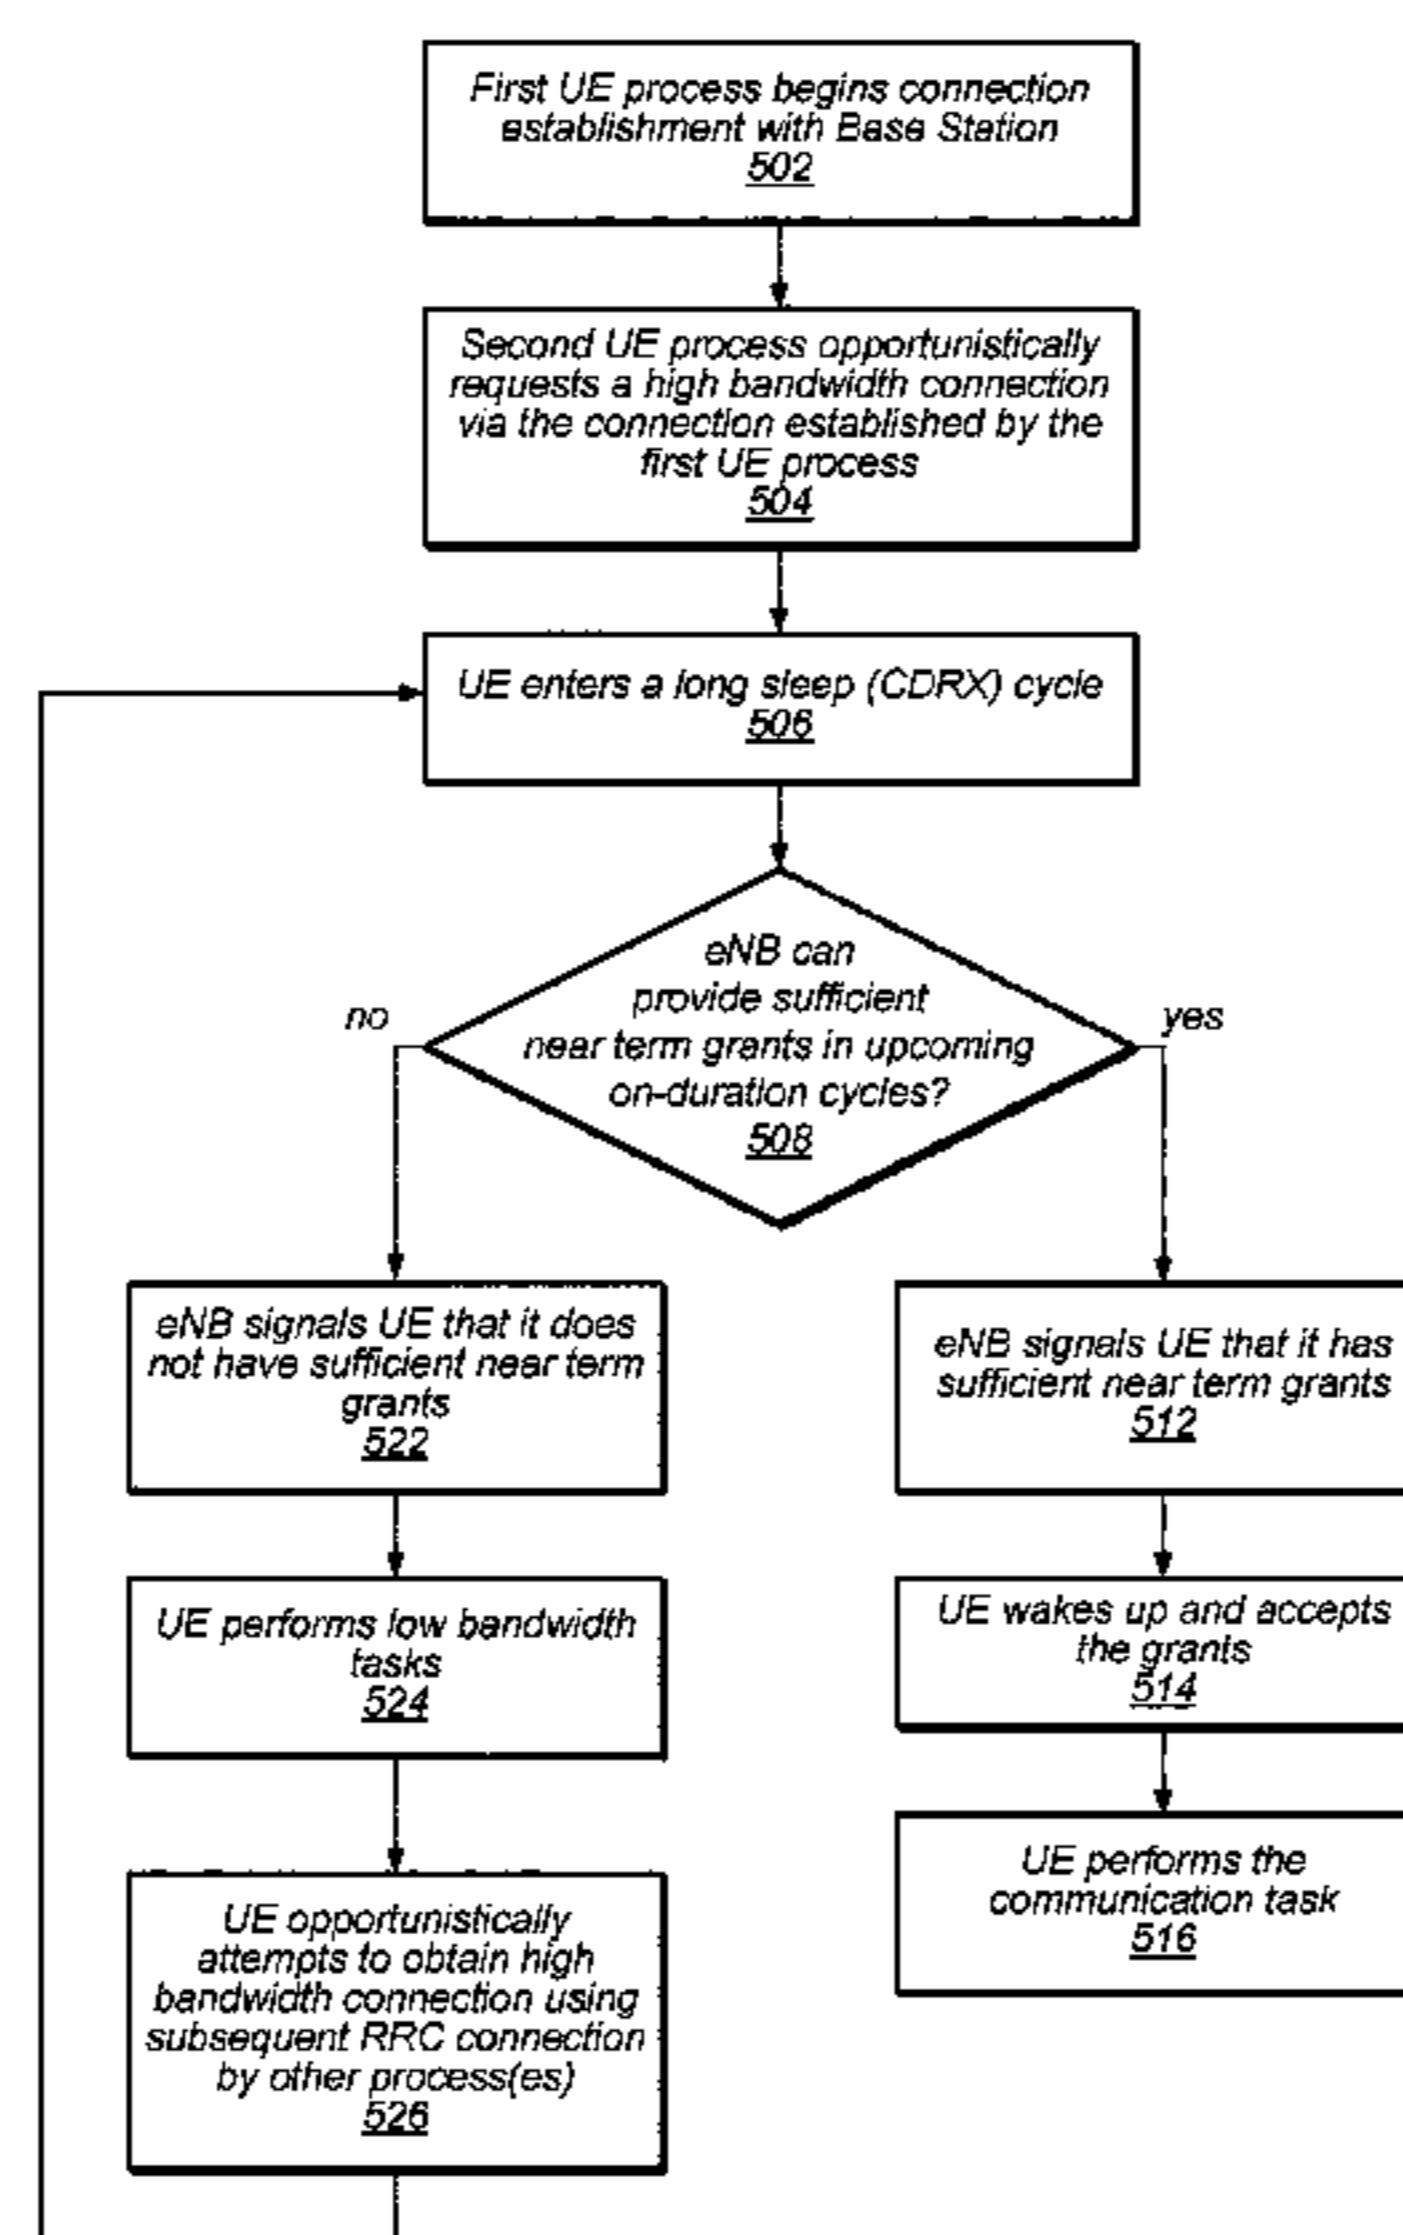 First UE process begins connection
establishment with Base Station
502
Second UE process opportunistically
requests a high bandwidth connection
via the connection established by the
first UE process
504
UE enters a long sleep (CDRX) cycle
506
eNB can
provide sufficient
near term grants in upcoming
on-duration cycles?
508
no
yes
eNB signals UE that it does
not have sufficient near term
grants
522
eNB signals UE that it has
sufficient near term grants
512
UE performs low bandwidth
tasks
524
UE wakes up and accepts
the grants
514
UE opportunistically
attempts to obtain high
bandwidth connection using
subsequent RRC connection
by other process(es)
526
UE performs the
communication task
516